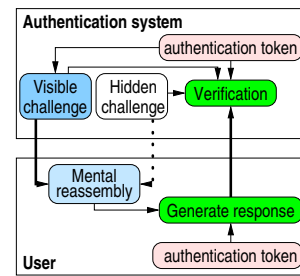 Authentication system
authentication token
Visible
challenge
Hidden
challenge
Verification
Mental
reassembly
Generate response
User
authentication token